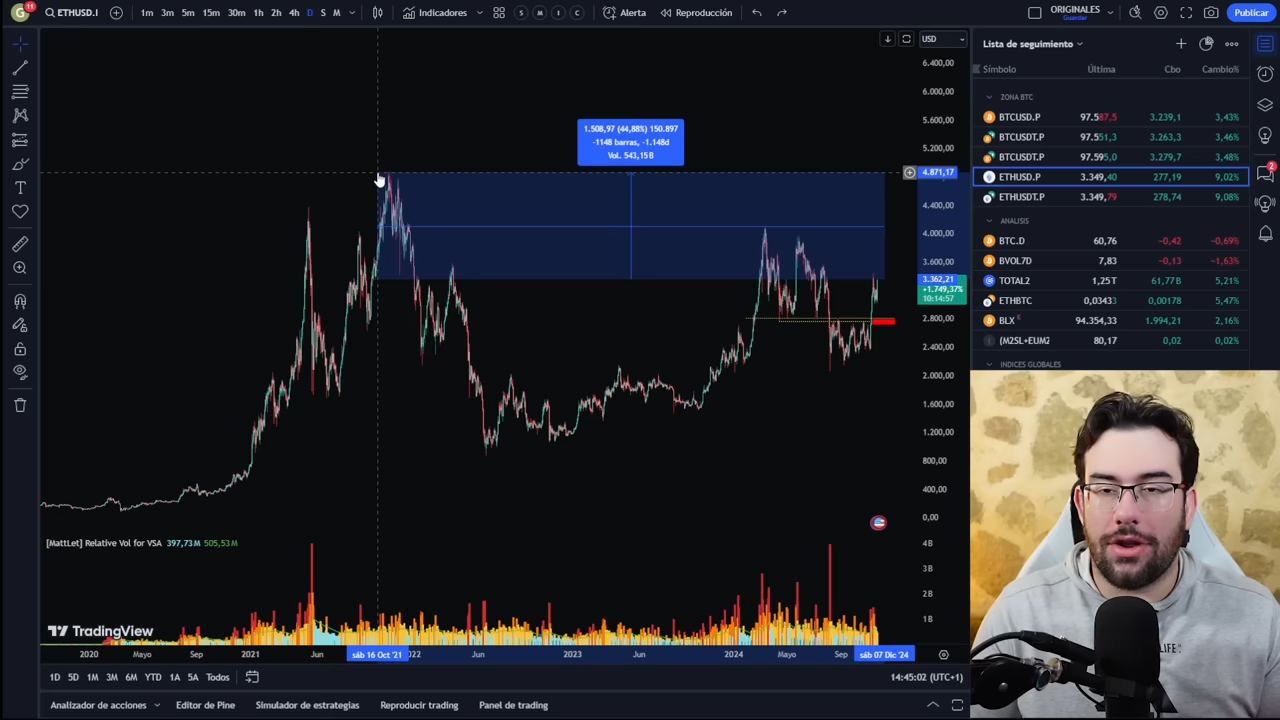 G 11 ETHUSD.I 1m 3m 5m 15m 30m 1h 2h 4h D S M Indicadores S M I C Alerta Reproducción ORIGINALES Guardar Publicar
USD
6.400,00
6.000,00
5.600,00
5.200,00
4.871,17
4.400,00
4.000,00
3.600,00
3.362,21
+1.749,37%
10:14:57
2.800,00
2.400,00
2.000,00
1.600,00
1.200,00
800,00
400,00
0,00
4B
3B
2B
1B
1.508,97 (44,88%) 150.897
-1148 barras, -1.148d
Vol. 543,15B
[MattLet] Relative Vol for VSA 397,73M 505,53M
TradingView
2020 Mayo Sep 2021 Jun sáb 16 Oct '21 2022 Jun 2023 Jun 2024 Mayo Sep sáb 07 Dic '24
1D 5D 1M 3M 6M YTD 1A 5A Todos 14:45:02 (UTC+1)
Analizador de acciones Editor de Pine Simulador de estrategias Reproducir trading Panel de trading
Lista de seguimiento
Símbolo Última Cbo Cambio%
ZONA BTC
BTCUSD.P 97.587,5 3.239,1 3,43%
BTCUSDT.P 97.551,3 3.263,3 3,46%
BTCUSDT.P 97.595,0 3.279,7 3,48%
ETHUSD.P 3.349,40 277,19 9,02%
ETHUSDT.P 3.349,79 278,74 9,08%
ANALISIS
BTC.D 60,76 −0,42 −0,69%
BVOL7D 7,83 −0,13 −1,63%
TOTAL2 1,25T 61,77B 5,21%
ETHBTC 0,03433 0,00178 5,47%
BLX E 94.354,33 1.994,21 2,16%
(M2SL+EUM2 80,17 0,02 0,02%
INDICES GLOBALES
2